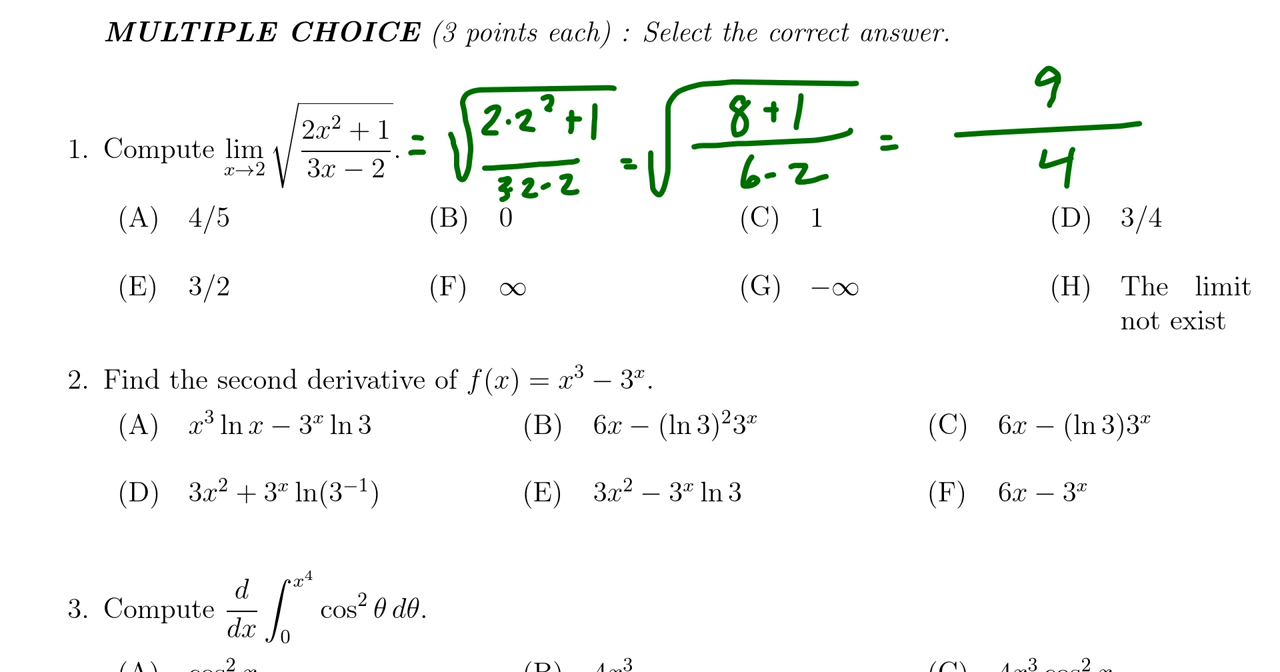 MULTIPLE CHOICE (3 points each) : Select the correct answer.
1. Compute lim x→2 √((2x² + 1)/(3x − 2)). = √((2·2² + 1)/(3 2 - 2)) = √((8 + 1)/(6 - 2)) = 9/4
(A) 4/5 (B) 0 (C) 1 (D) 3/4
(E) 3/2 (F) ∞ (G) −∞ (H) The limit
not exist
2. Find the second derivative of f(x) = x³ − 3ˣ.
(A) x³ ln x − 3ˣ ln 3 (B) 6x − (ln 3)²3ˣ (C) 6x − (ln 3)3ˣ
(D) 3x² + 3ˣ ln(3⁻¹) (E) 3x² − 3ˣ ln 3 (F) 6x − 3ˣ
3. Compute d/dx ∫₀^(x⁴) cos² θ dθ.